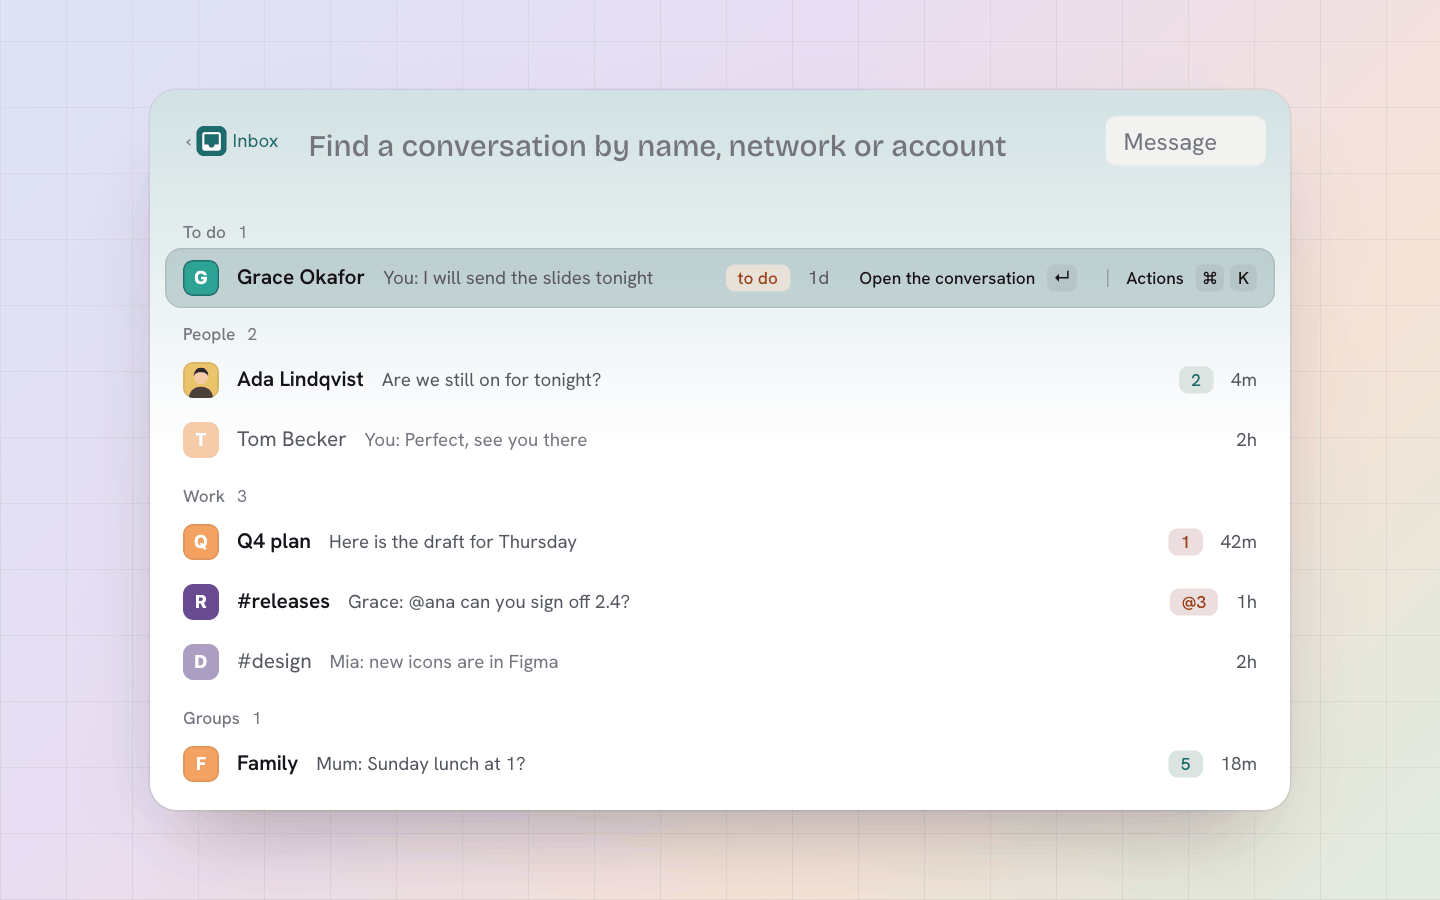 ‹ Inbox Find a conversation by name, network or account Message
To do 1
G Grace Okafor You: I will send the slides tonight to do 1d Open the conversation ↵ | Actions ⌘ K
People 2
Ada Lindqvist Are we still on for tonight? 2 4m
T Tom Becker You: Perfect, see you there 2h
Work 3
Q Q4 plan Here is the draft for Thursday 1 42m
R #releases Grace: @ana can you sign off 2.4? @3 1h
D #design Mia: new icons are in Figma 2h
Groups 1
F Family Mum: Sunday lunch at 1? 5 18m